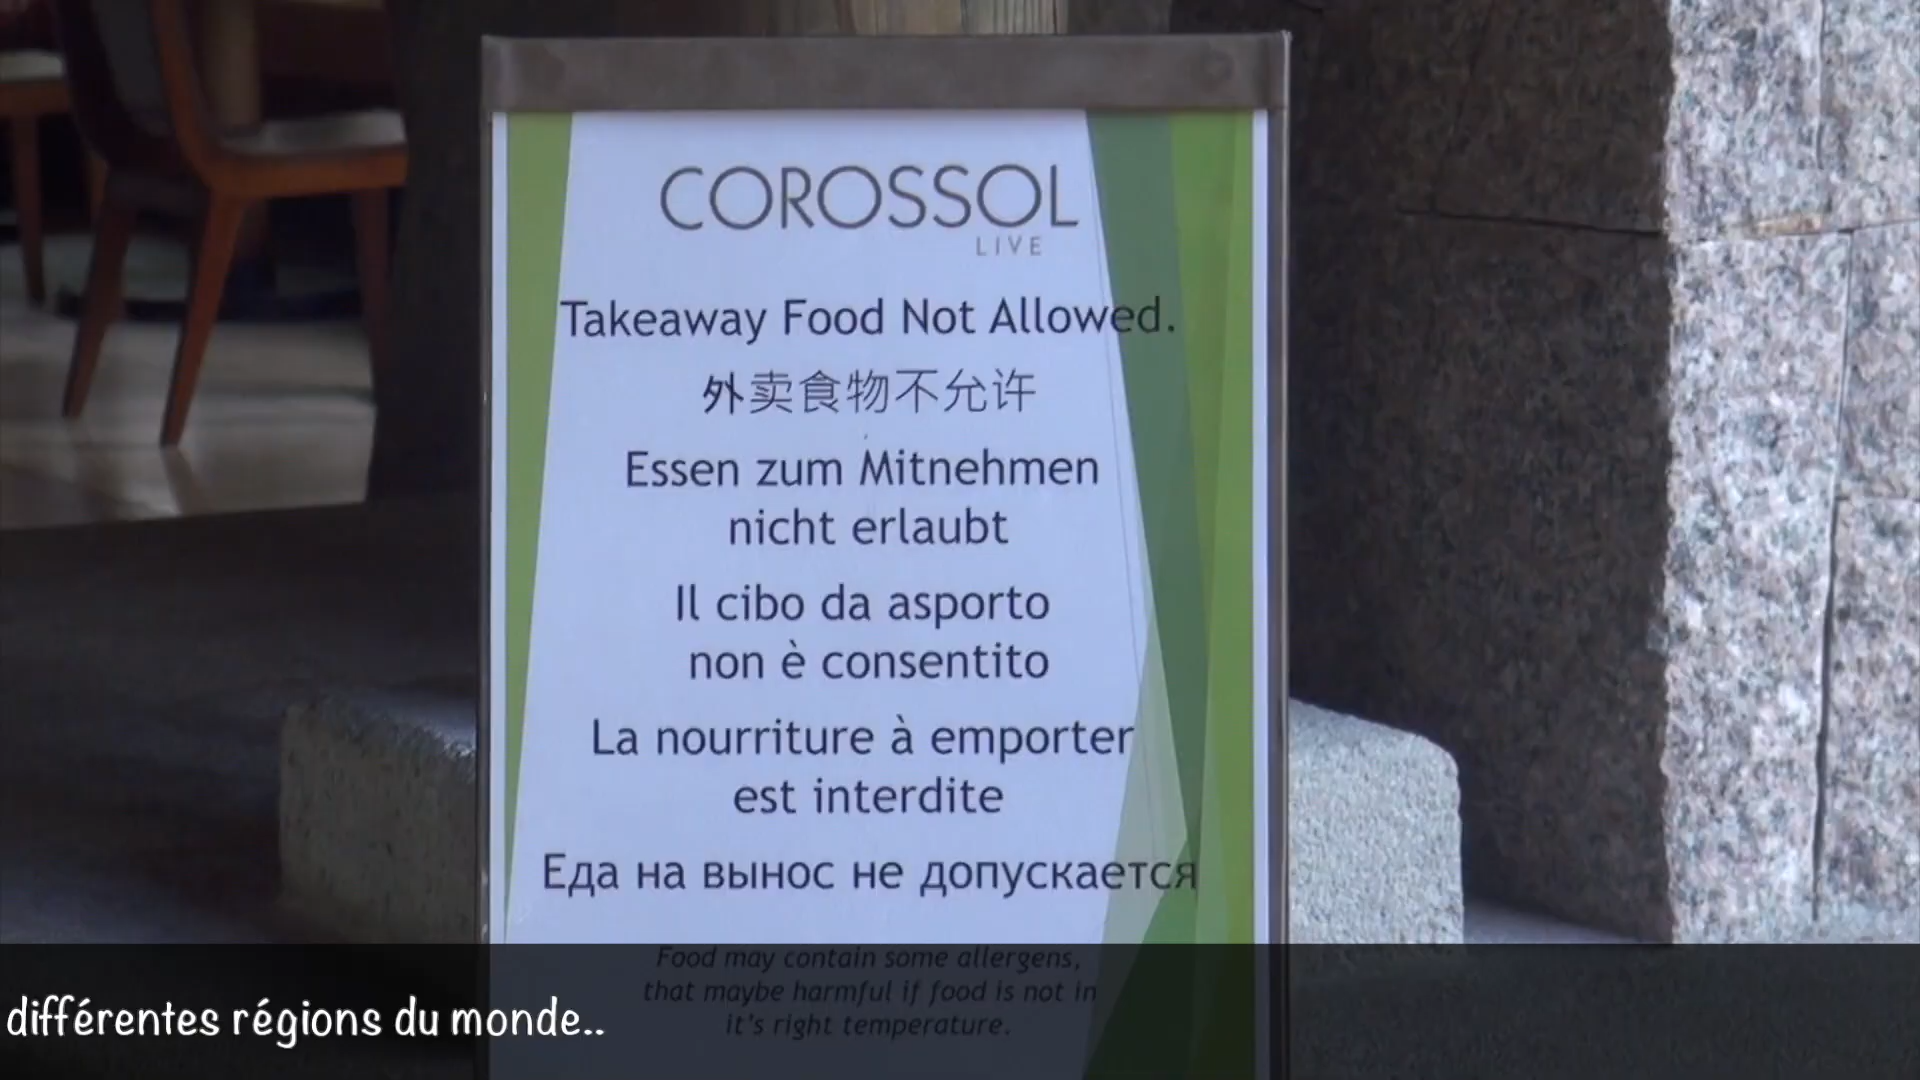 COROSSOL
LIVE
Takeaway Food Not Allowed.
外卖食物不允许
Essen zum Mitnehmen
nicht erlaubt
Il cibo da asporto
non è consentito
La nourriture à emporter
est interdite
Еда на вынос не допускается
Food may contain some allergens,
that maybe harmful if food is not in
it's right temperature.
différentes régions du monde..